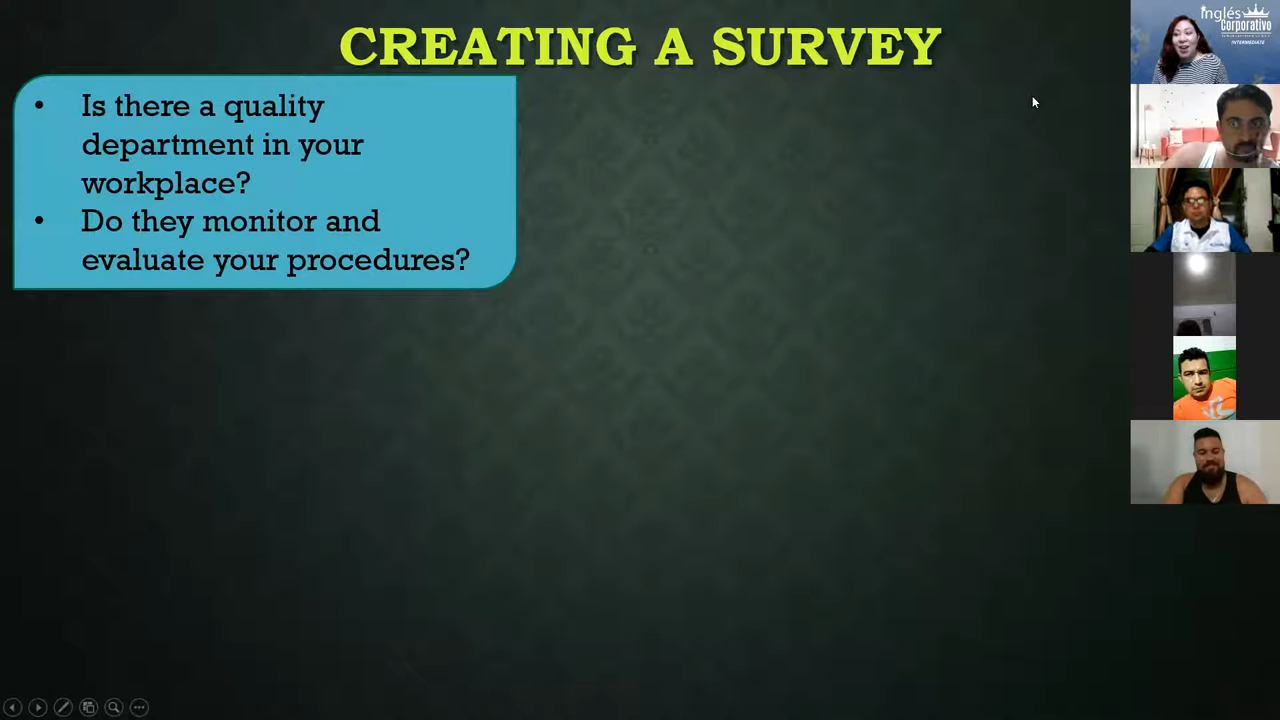 CREATING A SURVEY
• Is there a quality
department in your
workplace?
• Do they monitor and
evaluate your procedures?
Inglés
Corporativo
INTERMEDIATE